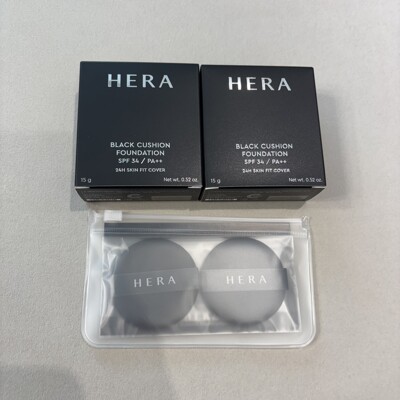 HERA
BLACK CUSHION
FOUNDATION
SPF 34 / PA++
24H SKIN FIT COVER
15 g
Net wt. 0.52 oz.
HERA
BLACK CUSHION
FOUNDATION
SPF 34 / PA++
24H SKIN FIT COVER
15 g
Net wt. 0.52 oz.
HERA
HERA